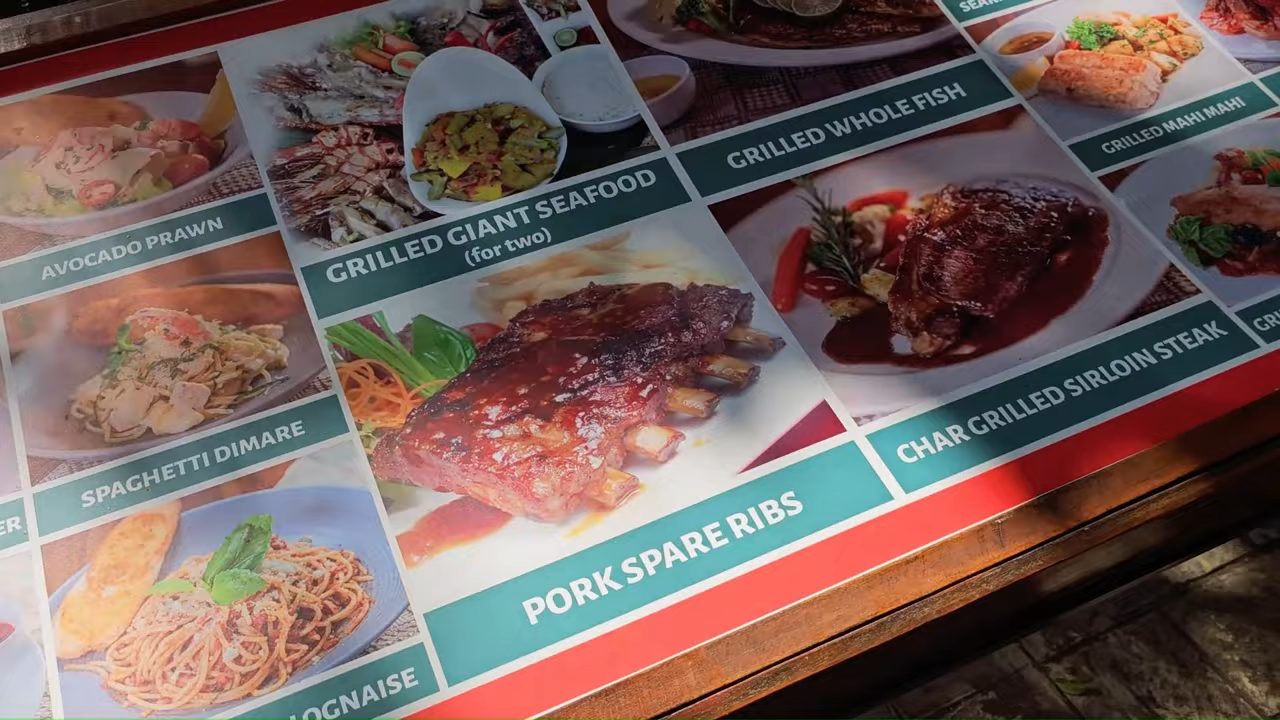 AVOCADO PRAWN
GRILLED GIANT SEAFOOD
(for two)
GRILLED WHOLE FISH
GRILLED MAHI MAHI
SPAGHETTI DIMARE
PORK SPARE RIBS
CHAR GRILLED SIRLOIN STEAK